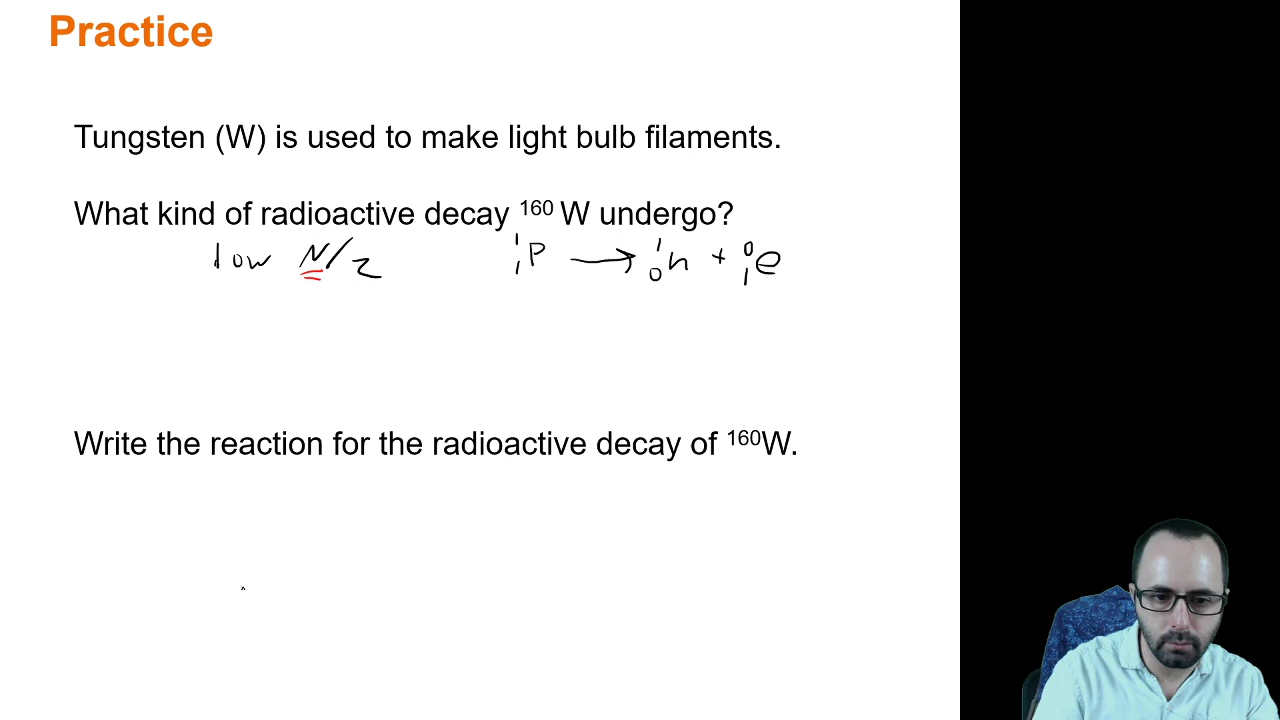 Practice
Tungsten (W) is used to make light bulb filaments.
What kind of radioactive decay ¹⁶⁰ W undergo?
low N/Z ¹₁p → ¹₀n + ⁰₁e
Write the reaction for the radioactive decay of ¹⁶⁰W.